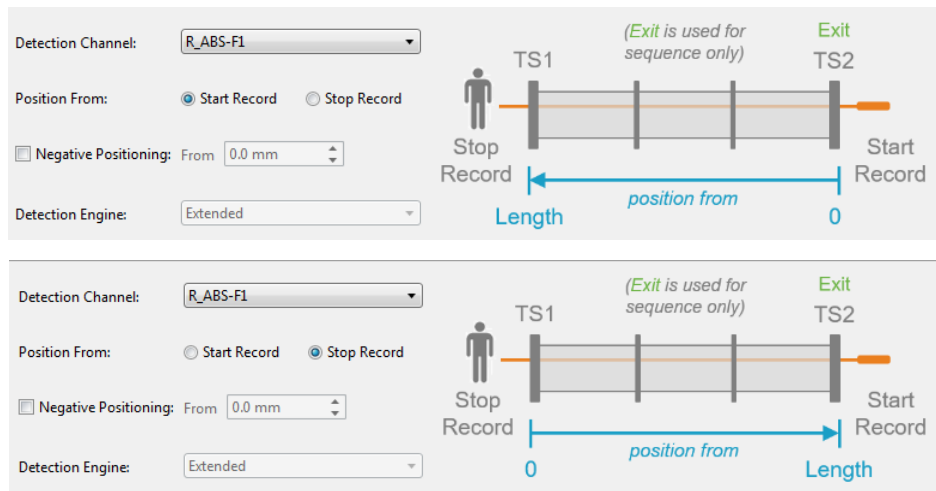 Detection Channel: R_ABS-F1
Position From: Start Record Stop Record
Negative Positioning: From 0.0 mm
Detection Engine: Extended
(Exit is used for
sequence only)
Exit
TS1
TS2
Stop
Record
Start
Record
position from
Length
0
Detection Channel: R_ABS-F1
Position From: Start Record Stop Record
Negative Positioning: From 0.0 mm
Detection Engine: Extended
(Exit is used for
sequence only)
Exit
TS1
TS2
Stop
Record
Start
Record
position from
0
Length